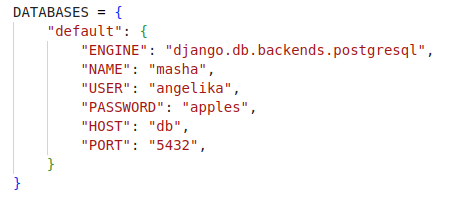 DATABASES = {
    "default": {
        "ENGINE": "django.db.backends.postgresql",
        "NAME": "masha",
        "USER": "angelika",
        "PASSWORD": "apples",
        "HOST": "db",
        "PORT": "5432",
    }
}